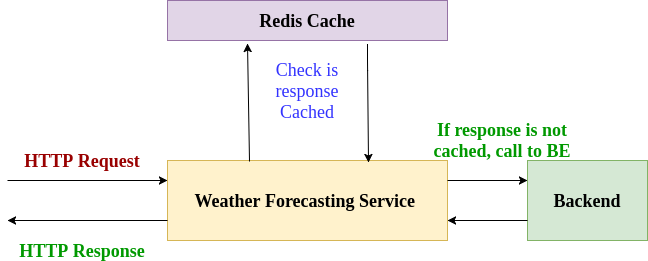 Redis Cache
Check is
response
Cached
If response is not
cached, call to BE
HTTP Request
Weather Forecasting Service
Backend
HTTP Response